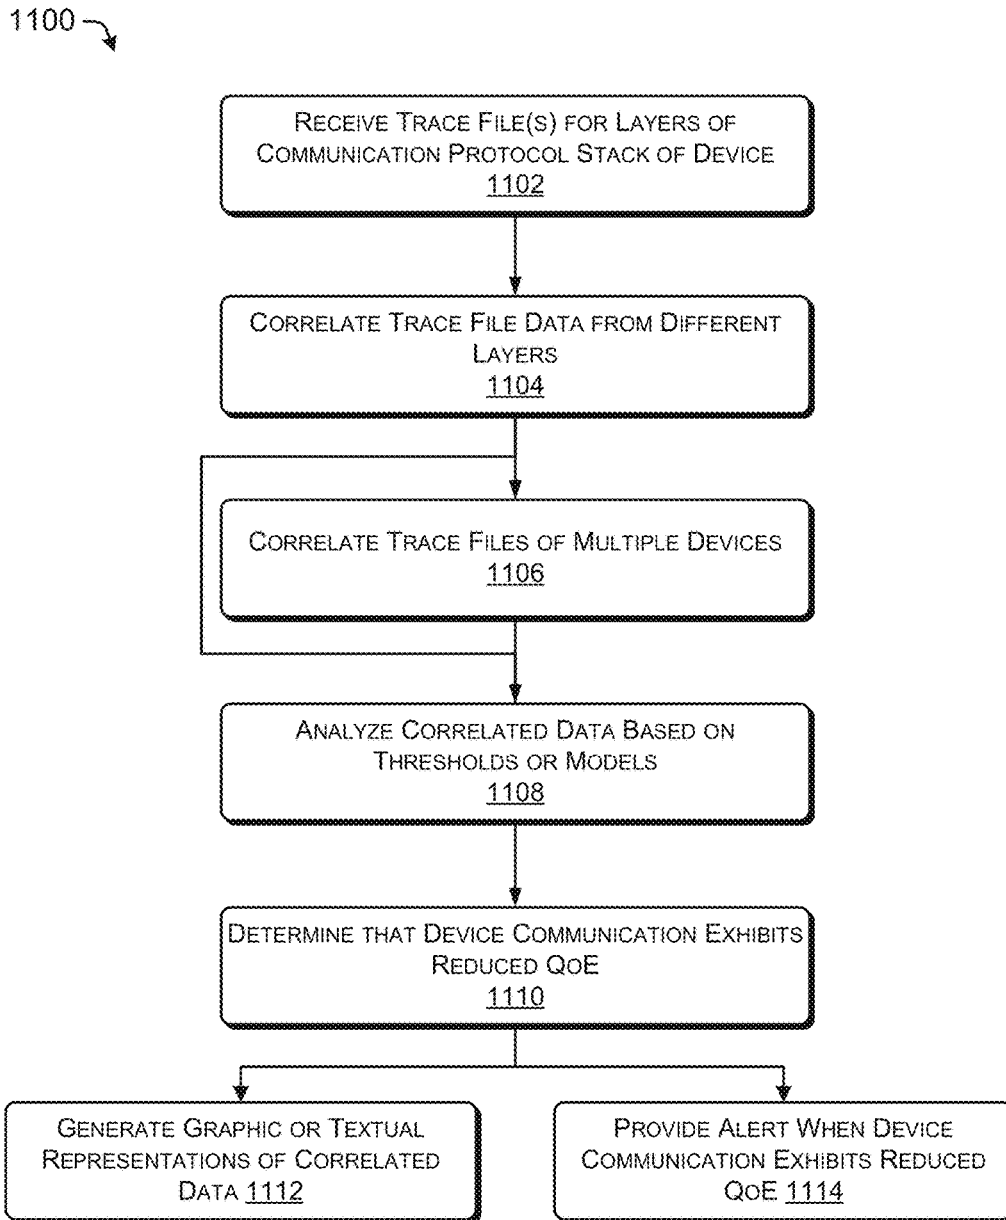 1100
RECEIVE TRACE FILE(S) FOR LAYERS OF
COMMUNICATION PROTOCOL STACK OF DEVICE
1102
CORRELATE TRACE FILE DATA FROM DIFFERENT
LAYERS
1104
CORRELATE TRACE FILES OF MULTIPLE DEVICES
1106
ANALYZE CORRELATED DATA BASED ON
THRESHOLDS OR MODELS
1108
DETERMINE THAT DEVICE COMMUNICATION EXHIBITS
REDUCED QOE
1110
GENERATE GRAPHIC OR TEXTUAL
REPRESENTATIONS OF CORRELATED
DATA 1112
PROVIDE ALERT WHEN DEVICE
COMMUNICATION EXHIBITS REDUCED
QOE 1114